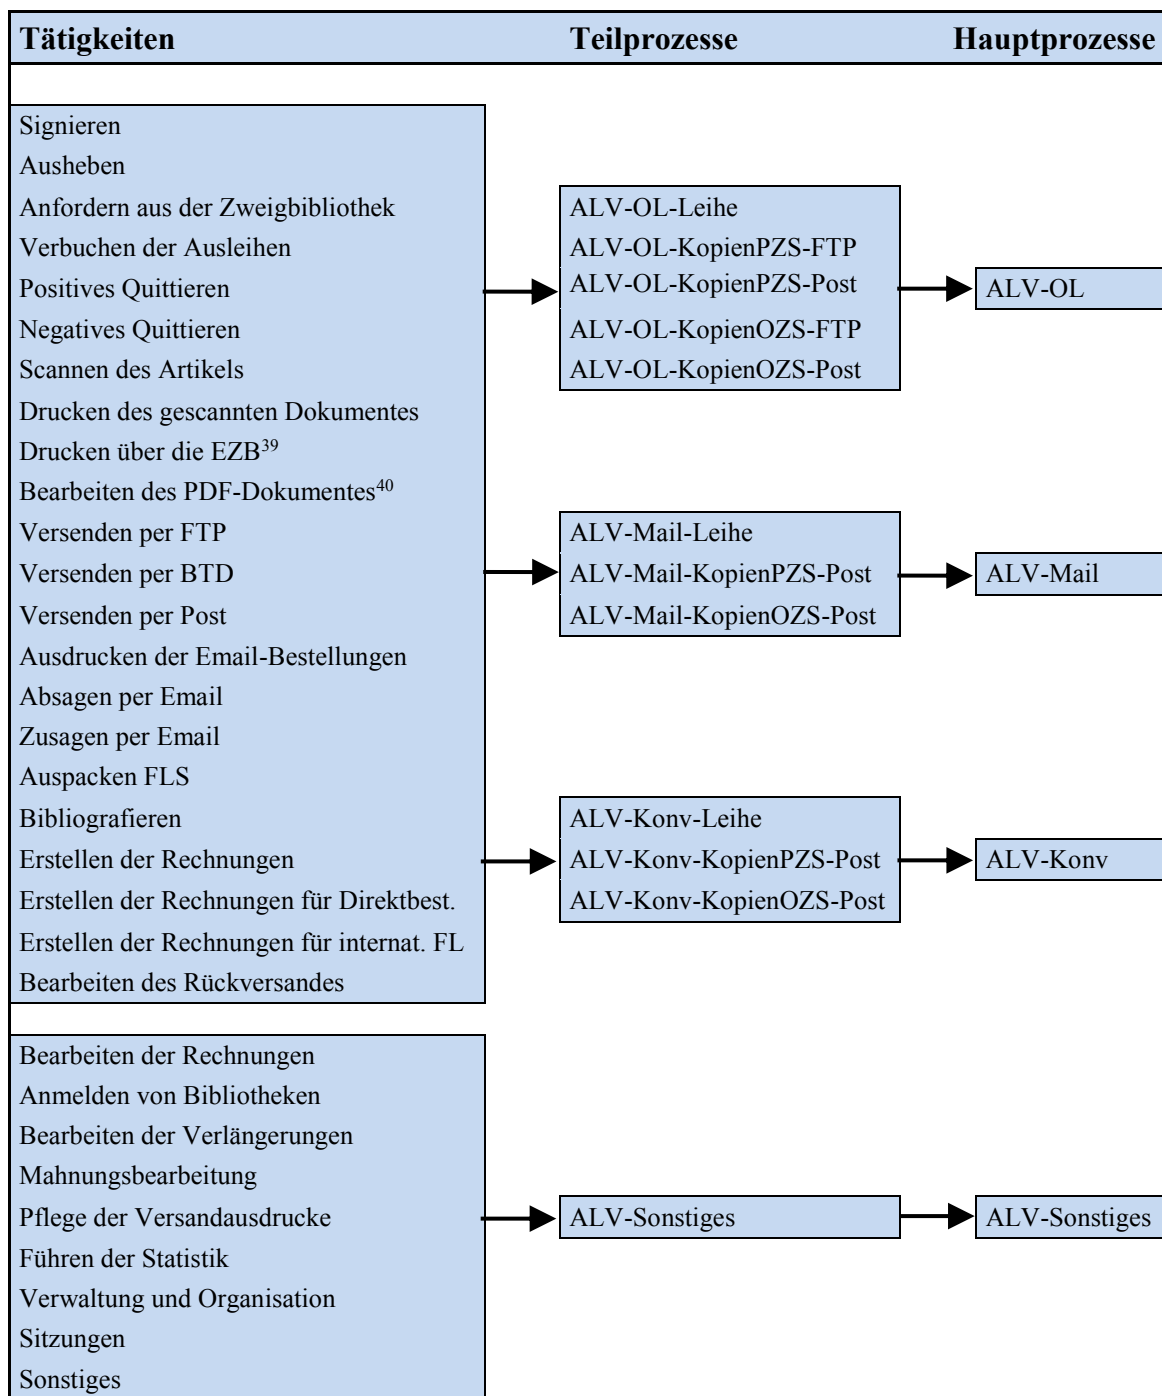 Tätigkeiten Teilprozesse Hauptprozesse
Signieren
Ausheben
Anfordern aus der Zweigbibliothek
Verbuchen der Ausleihen
Positives Quittieren
Negatives Quittieren
Scannen des Artikels
Drucken des gescannten Dokumentes
Drucken über die EZB³⁹
Bearbeiten des PDF-Dokumentes⁴⁰
Versenden per FTP
Versenden per BTD
Versenden per Post
Ausdrucken der Email-Bestellungen
Absagen per Email
Zusagen per Email
Auspacken FLS
Bibliografieren
Erstellen der Rechnungen
Erstellen der Rechnungen für Direktbest.
Erstellen der Rechnungen für internat. FL
Bearbeiten des Rückversandes
ALV-OL-Leihe
ALV-OL-KopienPZS-FTP
ALV-OL-KopienPZS-Post
ALV-OL-KopienOZS-FTP
ALV-OL-KopienOZS-Post
ALV-OL
ALV-Mail-Leihe
ALV-Mail-KopienPZS-Post
ALV-Mail-KopienOZS-Post
ALV-Mail
ALV-Konv-Leihe
ALV-Konv-KopienPZS-Post
ALV-Konv-KopienOZS-Post
ALV-Konv
Bearbeiten der Rechnungen
Anmelden von Bibliotheken
Bearbeiten der Verlängerungen
Mahnungsbearbeitung
Pflege der Versandausdrucke
Führen der Statistik
Verwaltung und Organisation
Sitzungen
Sonstiges
ALV-Sonstiges
ALV-Sonstiges